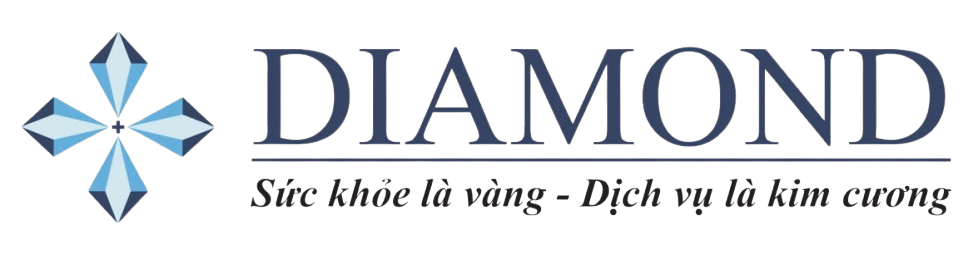 DIAMOND
Sức khỏe là vàng - Dịch vụ là kim cương